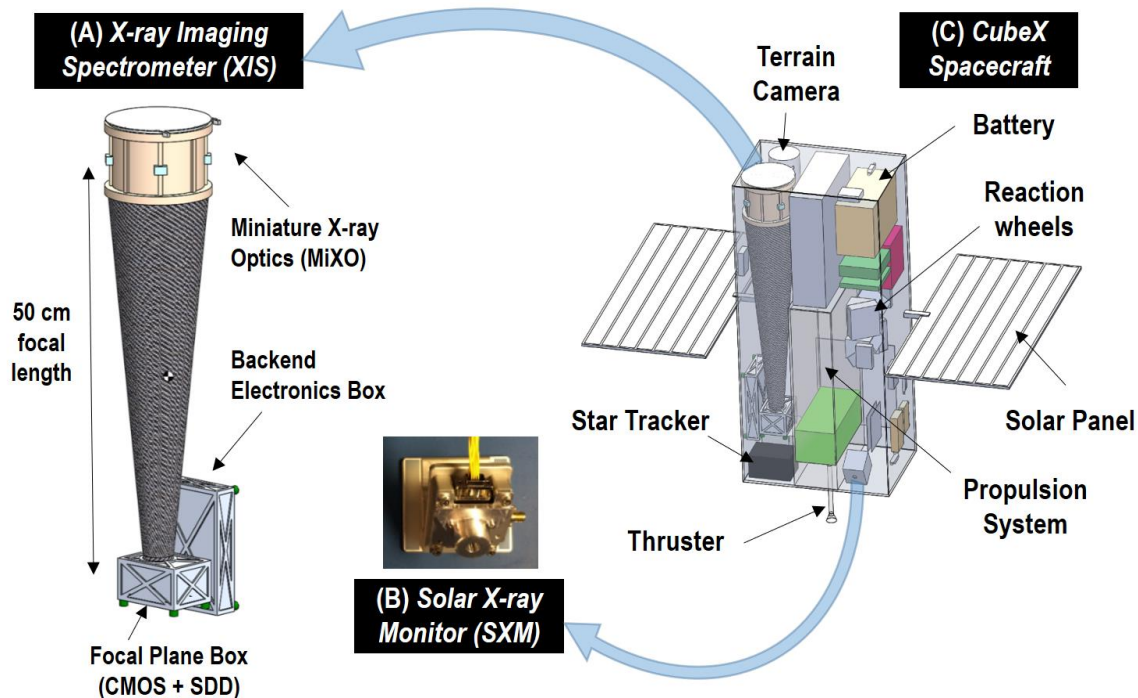 (A) X-ray Imaging
Spectrometer (XIS)
Terrain
Camera
(C) CubeX
Spacecraft
Battery
Reaction
wheels
Miniature X-ray
Optics (MiXO)
50 cm
focal
length
Backend
Electronics Box
Star Tracker
Solar Panel
Propulsion
System
Thruster
(B) Solar X-ray
Monitor (SXM)
Focal Plane Box
(CMOS + SDD)